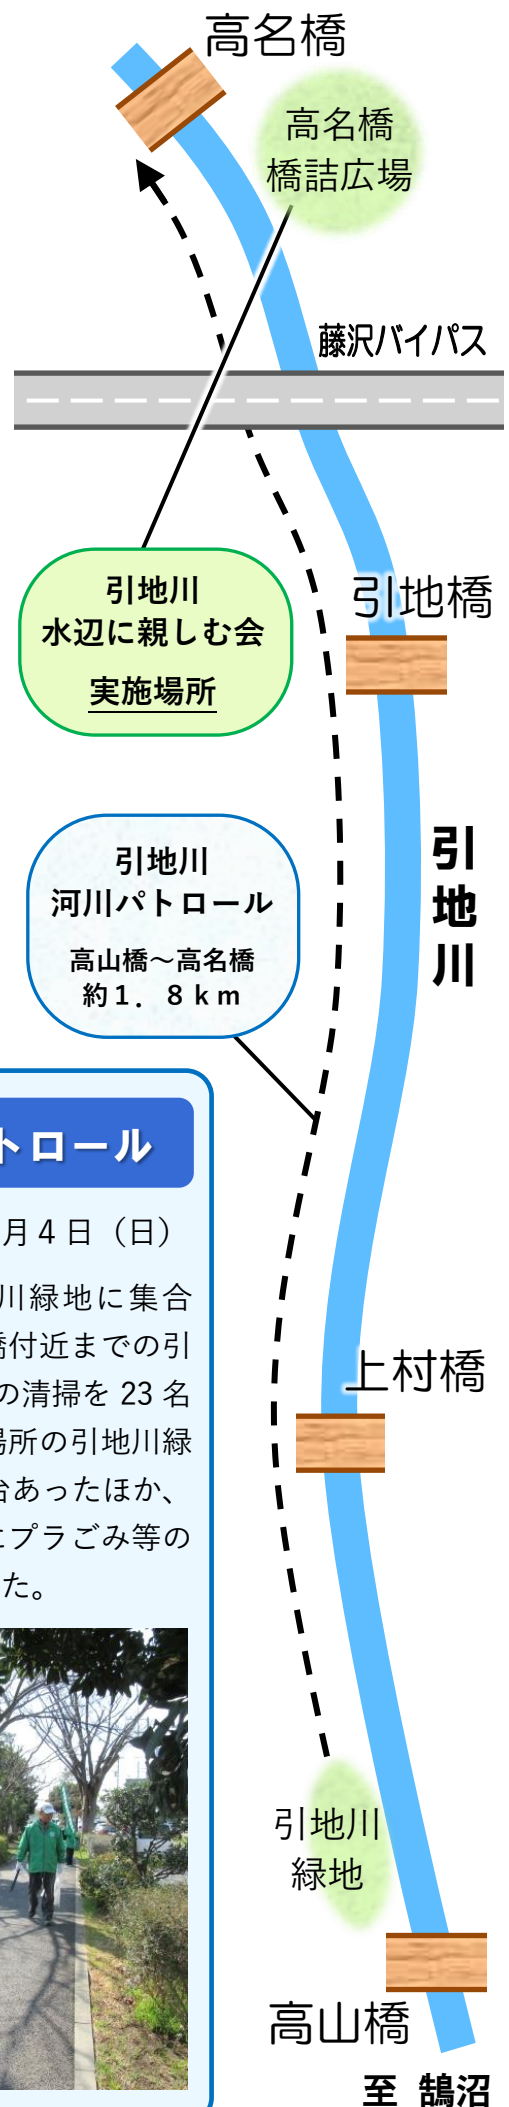 高名橋
高名橋
橋詰広場
藤沢バイパス
引地川
水辺に親しむ会
実施場所
引地橋
引地川
河川パトロール
高山橋～高名橋
約1．8ｋｍ
引地川
トロール
月4日（日）
川緑地に集合
橋付近までの引
の清掃を 23 名
場所の引地川緑
台あったほか、
にプラごみ等の
た。
上村橋
引地川
緑地
高山橋
至 鵠沼